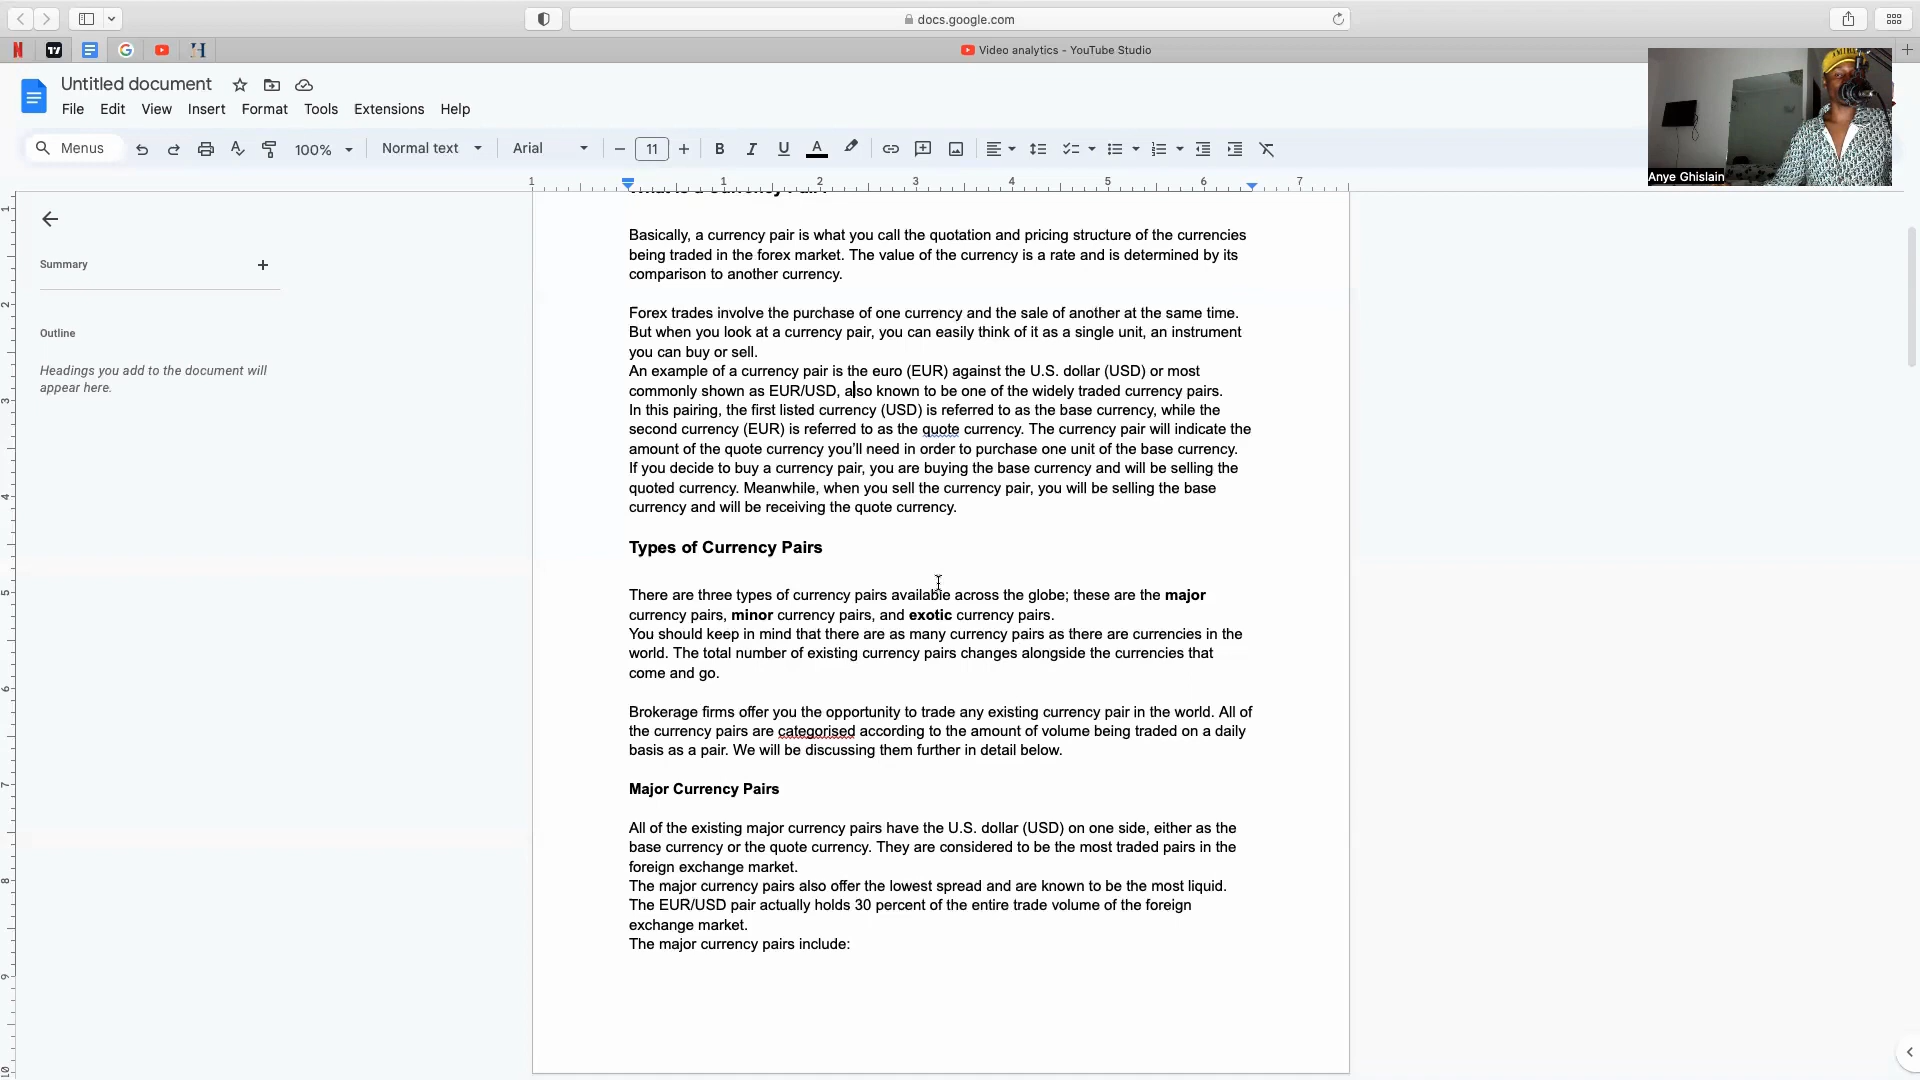 docs.google.com
Video analytics - YouTube Studio
Untitled document
File Edit View Insert Format Tools Extensions Help
Menus 100% Normal text Arial 11
1 1 2 3 4 5 6 7
Anye Ghislain
Summary
Outline
Headings you add to the document will
appear here.
Basically, a currency pair is what you call the quotation and pricing structure of the currencies
being traded in the forex market. The value of the currency is a rate and is determined by its
comparison to another currency.
Forex trades involve the purchase of one currency and the sale of another at the same time.
But when you look at a currency pair, you can easily think of it as a single unit, an instrument
you can buy or sell.
An example of a currency pair is the euro (EUR) against the U.S. dollar (USD) or most
commonly shown as EUR/USD, also known to be one of the widely traded currency pairs.
In this pairing, the first listed currency (USD) is referred to as the base currency, while the
second currency (EUR) is referred to as the quote currency. The currency pair will indicate the
amount of the quote currency you’ll need in order to purchase one unit of the base currency.
If you decide to buy a currency pair, you are buying the base currency and will be selling the
quoted currency. Meanwhile, when you sell the currency pair, you will be selling the base
currency and will be receiving the quote currency.
Types of Currency Pairs
There are three types of currency pairs available across the globe; these are the major
currency pairs, minor currency pairs, and exotic currency pairs.
You should keep in mind that there are as many currency pairs as there are currencies in the
world. The total number of existing currency pairs changes alongside the currencies that
come and go.
Brokerage firms offer you the opportunity to trade any existing currency pair in the world. All of
the currency pairs are categorised according to the amount of volume being traded on a daily
basis as a pair. We will be discussing them further in detail below.
Major Currency Pairs
All of the existing major currency pairs have the U.S. dollar (USD) on one side, either as the
base currency or the quote currency. They are considered to be the most traded pairs in the
foreign exchange market.
The major currency pairs also offer the lowest spread and are known to be the most liquid.
The EUR/USD pair actually holds 30 percent of the entire trade volume of the foreign
exchange market.
The major currency pairs include: